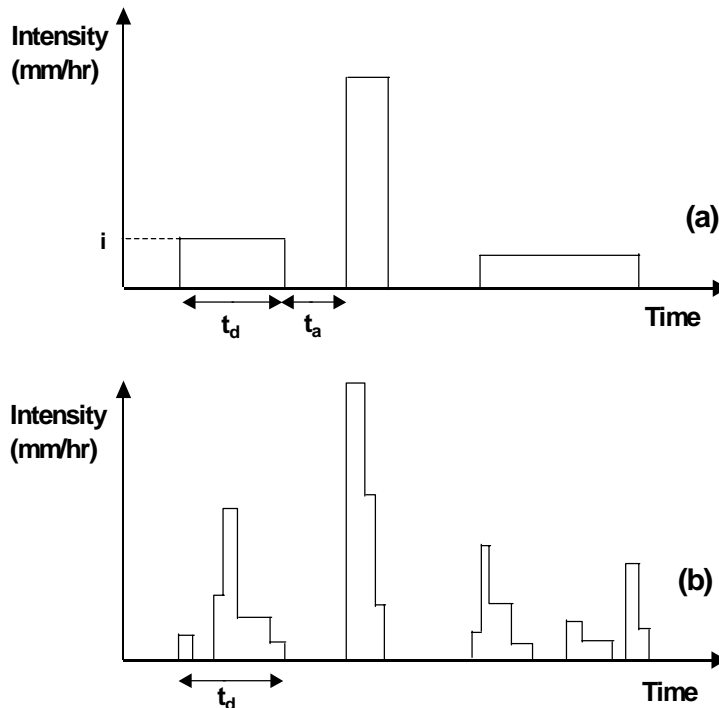 Intensity
(mm/hr)
(a)
i
t_d
t_a
Time
Intensity
(mm/hr)
(b)
t_d
Time